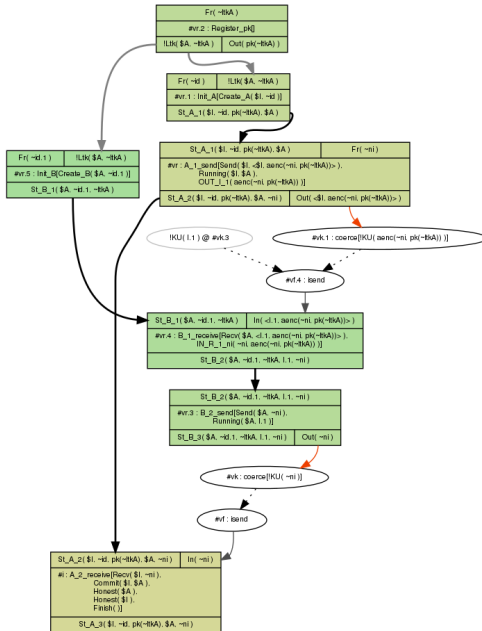 Fr( ~ltkA )
#vr.2 : Register_pk[]
!Ltk( $A, ~ltkA ) Out( pk(~ltkA) )
Fr( ~id ) !Ltk( $A, ~ltkA )
#vr.1 : Init_A[Create_A( $I, ~id )]
St_A_1( $I, ~id, pk(~ltkA), $A )
Fr( ~id.1 ) !Ltk( $A, ~ltkA )
#vr.5 : Init_B[Create_B( $A, ~id.1 )]
St_B_1( $A, ~id.1, ~ltkA )
St_A_1( $I, ~id, pk(~ltkA), $A ) Fr( ~ni )
#vr : A_1_send[Send( $I, <$I, aenc(~ni, pk(~ltkA))> ),
Running( $I, $A ),
OUT_I_1( aenc(~ni, pk(~ltkA)) )]
St_A_2( $I, ~id, pk(~ltkA), $A, ~ni ) Out( <$I, aenc(~ni, pk(~ltkA))> )
!KU( I.1 ) @ #vk.3
#vk.1 : coerce[!KU( aenc(~ni, pk(~ltkA)) )]
#vf.4 : isend
St_B_1( $A, ~id.1, ~ltkA ) In( <I.1, aenc(~ni, pk(~ltkA))> )
#vr.4 : B_1_receive[Recv( $A, <I.1, aenc(~ni, pk(~ltkA))> ),
IN_R_1_ni( ~ni, aenc(~ni, pk(~ltkA)) )]
St_B_2( $A, ~id.1, ~ltkA, I.1, ~ni )
St_B_2( $A, ~id.1, ~ltkA, I.1, ~ni )
#vr.3 : B_2_send[Send( $A, ~ni ),
Running( $A, I.1 )]
St_B_3( $A, ~id.1, ~ltkA, I.1, ~ni ) Out( ~ni )
#vk : coerce[!KU( ~ni )]
#vf : isend
St_A_2( $I, ~id, pk(~ltkA), $A, ~ni ) In( ~ni )
#i : A_2_receive[Recv( $I, ~ni ),
Commit( $I, $A ),
Honest( $A ),
Honest( $I ),
Finish( )]
St_A_3( $I, ~id, pk(~ltkA), $A, ~ni )